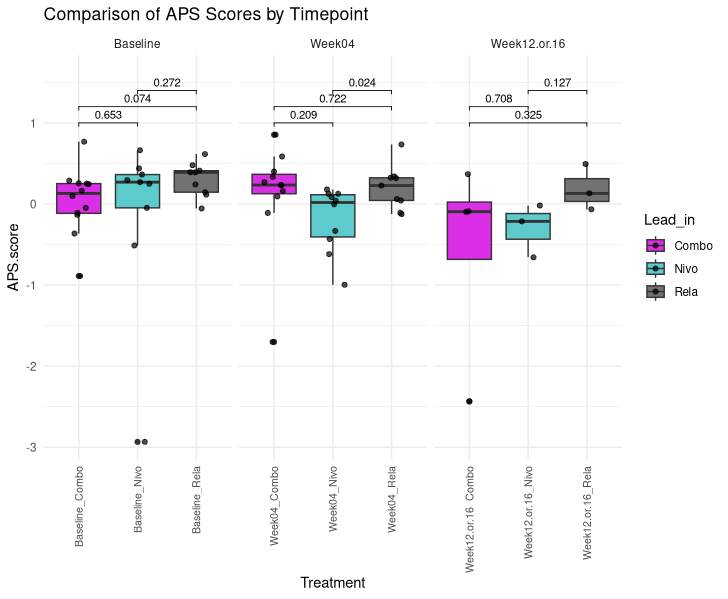 Comparison of APS Scores by Timepoint
Baseline
Week04
Week12.or.16
0.272
0.074
0.653
0.024
0.722
0.209
0.127
0.708
0.325
1
0
-1
-2
-3
APS.score
Baseline_Combo
Baseline_Nivo
Baseline_Rela
Week04_Combo
Week04_Nivo
Week04_Rela
Week12.or.16 Combo
Week12.or.16_Nivo
Week12.or.16_Rela
Treatment
Lead_in
Combo
Nivo
Rela